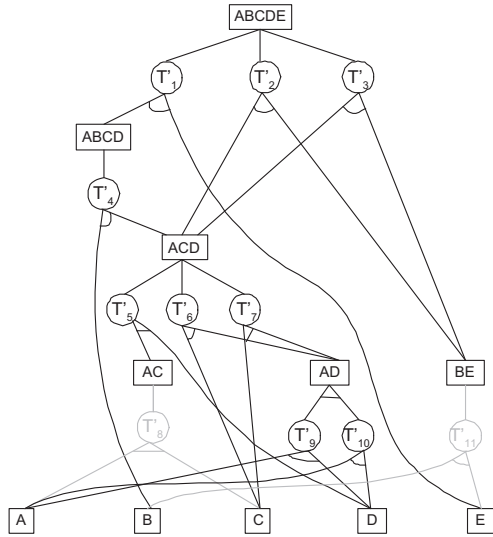 ABCDE
T'1 T'2 T'3
ABCD
T'4
ACD
T'5 T'6 T'7
AC AD BE
T'8 T'9 T'10 T'11
A B C D E